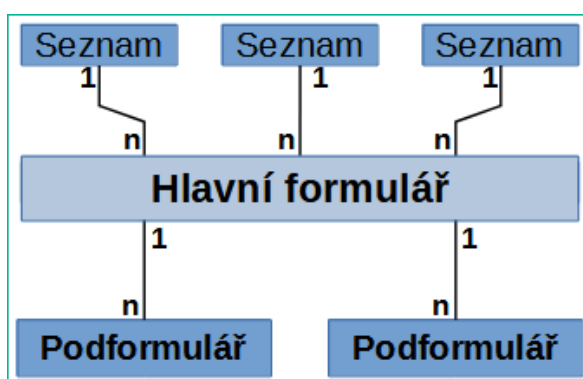 Seznam Seznam Seznam
1 1 1
n n n
Hlavní formulář
1 1
n n
Podformulář Podformulář